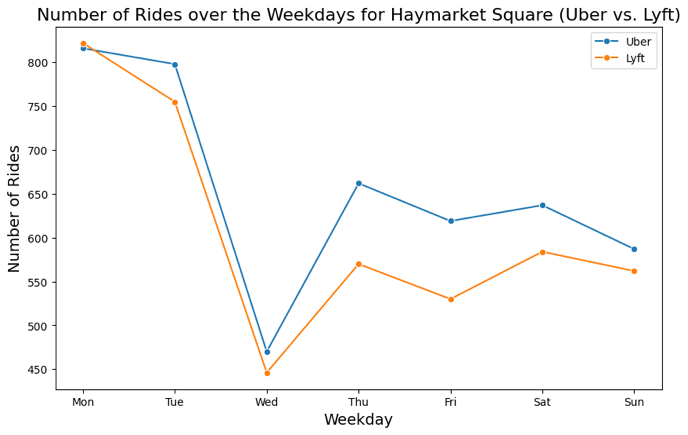 Number of Rides over the Weekdays for Haymarket Square (Uber vs. Lyft)
Uber
Lyft
800
750
700
650
600
550
500
450
Number of Rides
Mon Tue Wed Thu Fri Sat Sun
Weekday